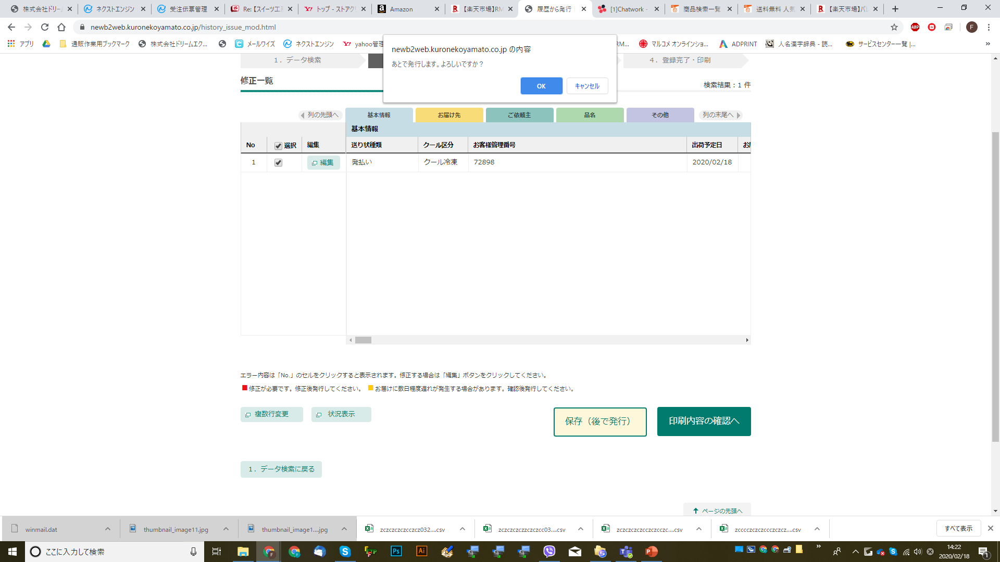 株式会社ドリーム
ネクストエンジン
受注伝票管理
Re:【スイーツ工
トップ - ストアク
Amazon
【楽天市場】RM
履歴から発行
[1]Chatwork -
商品検索一覧
送料無料 人気
【楽天市場】バレ
newb2web.kuronekoyamato.co.jp/history_issue_mod.html
アプリ
通販作業用ブックマーク
株式会社ドリームエク...
メールワイズ
ネクストエンジン
yahoo管理
RM...
マルコメ オンラインショ...
ADPRINT
人名漢字辞典 - 読...
サービスセンター一覧 |...
newb2web.kuronekoyamato.co.jp の内容
あとで発行します。よろしいですか？
OK
キャンセル
1．データ検索
4．登録完了・印刷
修正一覧
検索結果：1 件
列の先頭へ
基本情報
お届け先
ご依頼主
品名
その他
列の末尾へ
基本情報
No
選択
編集
送り状種類
クール区分
お客様管理番号
出荷予定日
1
編集
発払い
クール冷凍
72898
2020/02/18
エラー内容は「No.」のセルをクリックすると表示されます。修正する場合は「編集」ボタンをクリックしてください。
修正が必要です。修正後発行してください。 お届けに数日程度遅れが発生する場合があります。確認後発行してください。
複数行変更
状況表示
保存（後で発行）
印刷内容の確認へ
1．データ検索に戻る
ページの先頭へ
winmail.dat
thumbnail_image11.jpg
thumbnail_image1....jpg
zczczczczcczcz032....csv
zczczczczczczczcc03....csv
zczczczczcczczcczc....csv
zccccczczczccczczcz....csv
すべて表示
ここに入力して検索
14:22
2020/02/18
1